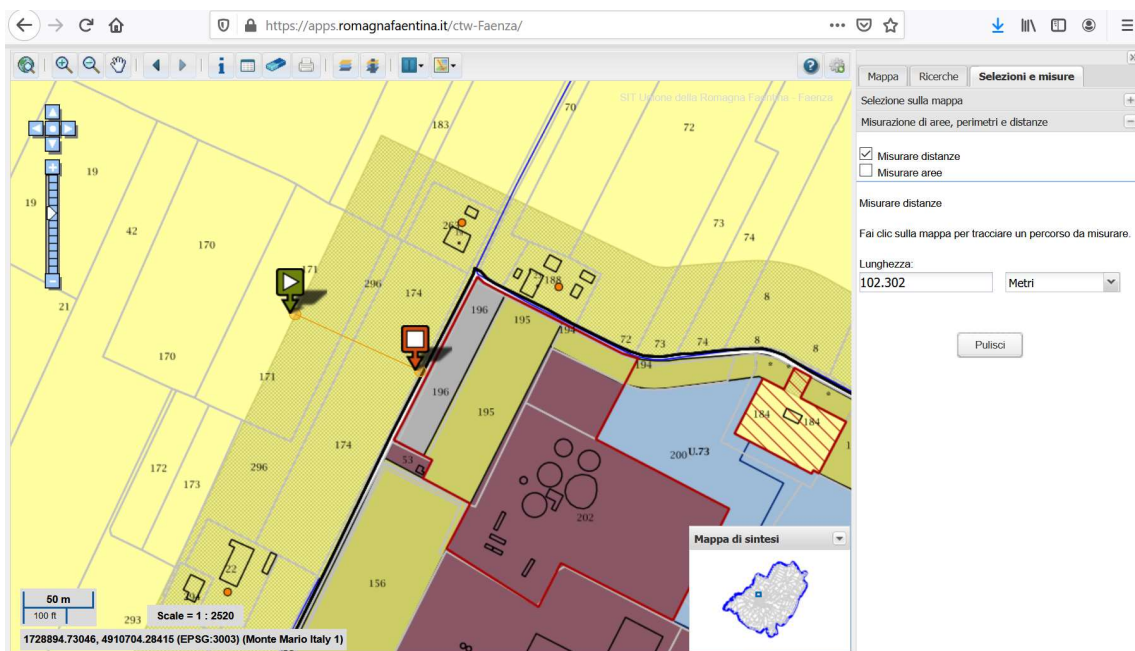 https://apps.romagnafaentina.it/ctw-Faenza/
SIT Unione della Romagna Faentina - Faenza
Mappa
Ricerche
Selezioni e misure
Selezione sulla mappa
Misurazione di aree, perimetri e distanze
Misurare distanze
Misurare aree
Misurare distanze
Fai clic sulla mappa per tracciare un percorso da misurare.
Lunghezza:
102.302
Metri
Pulisci
70
183
72
19
19
42
170
267
73
74
171
296
174
188
8
21
196
195
194
72
73
74
8
8
170
171
194
196
195
184
184
174
53
200 U.73
172
296
173
202
22
156
293
Mappa di sintesi
50 m
100 ft
Scale = 1 : 2520
1728894.73046, 4910704.28415 (EPSG:3003) (Monte Mario Italy 1)